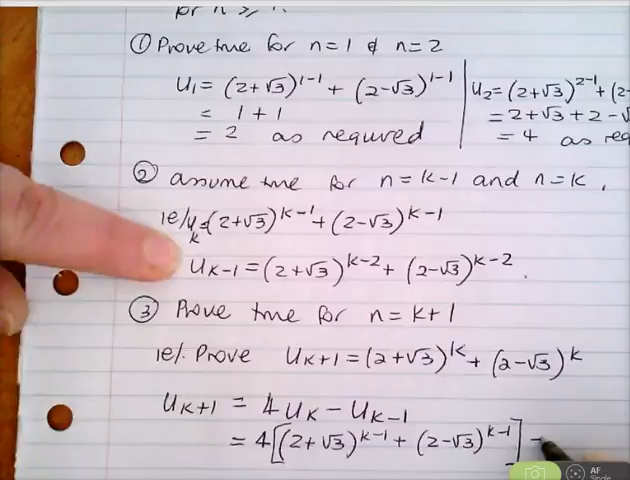 for n ⩾ 1.
① Prove true for n=1 & n=2
U₁ = (2+√3)¹⁻¹ + (2-√3)¹⁻¹
= 1 + 1
= 2 as required
U₂ = (2+√3)²⁻¹ + (2-
= 2+√3 + 2-√
= 4 as req
② assume true for n=k-1 and n=k,
ie/ Uₖ = (2+√3)ᵏ⁻¹ + (2-√3)ᵏ⁻¹
Uₖ₋₁ = (2+√3)ᵏ⁻² + (2-√3)ᵏ⁻².
③ Prove true for n=k+1
ie/. Prove Uₖ₊₁ = (2+√3)ᵏ + (2-√3)ᵏ
Uₖ₊₁ = 4Uₖ - Uₖ₋₁
= 4[(2+√3)ᵏ⁻¹ + (2-√3)ᵏ⁻¹] -
AF
Single